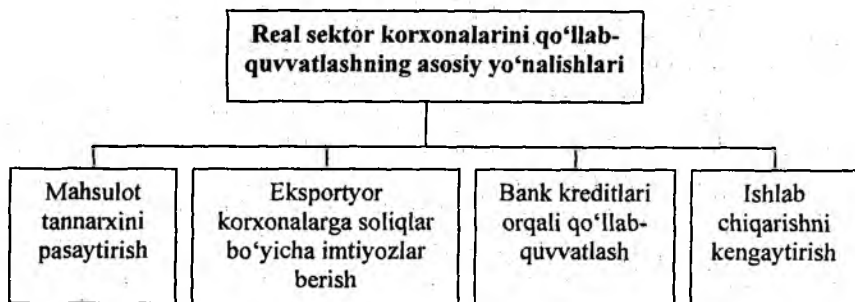 Real sektor korxonalarini qo‘llab-
quvvatlashning asosiy yo‘nalishlari
Mahsulot
tannarxini
pasaytirish
Eksportyor
korxonalarga soliqlar
bo‘yicha imtiyozlar
berish
Bank kreditlari
orqali qo‘llab-
quvvatlash
Ishlab
chiqarishni
kengaytirish